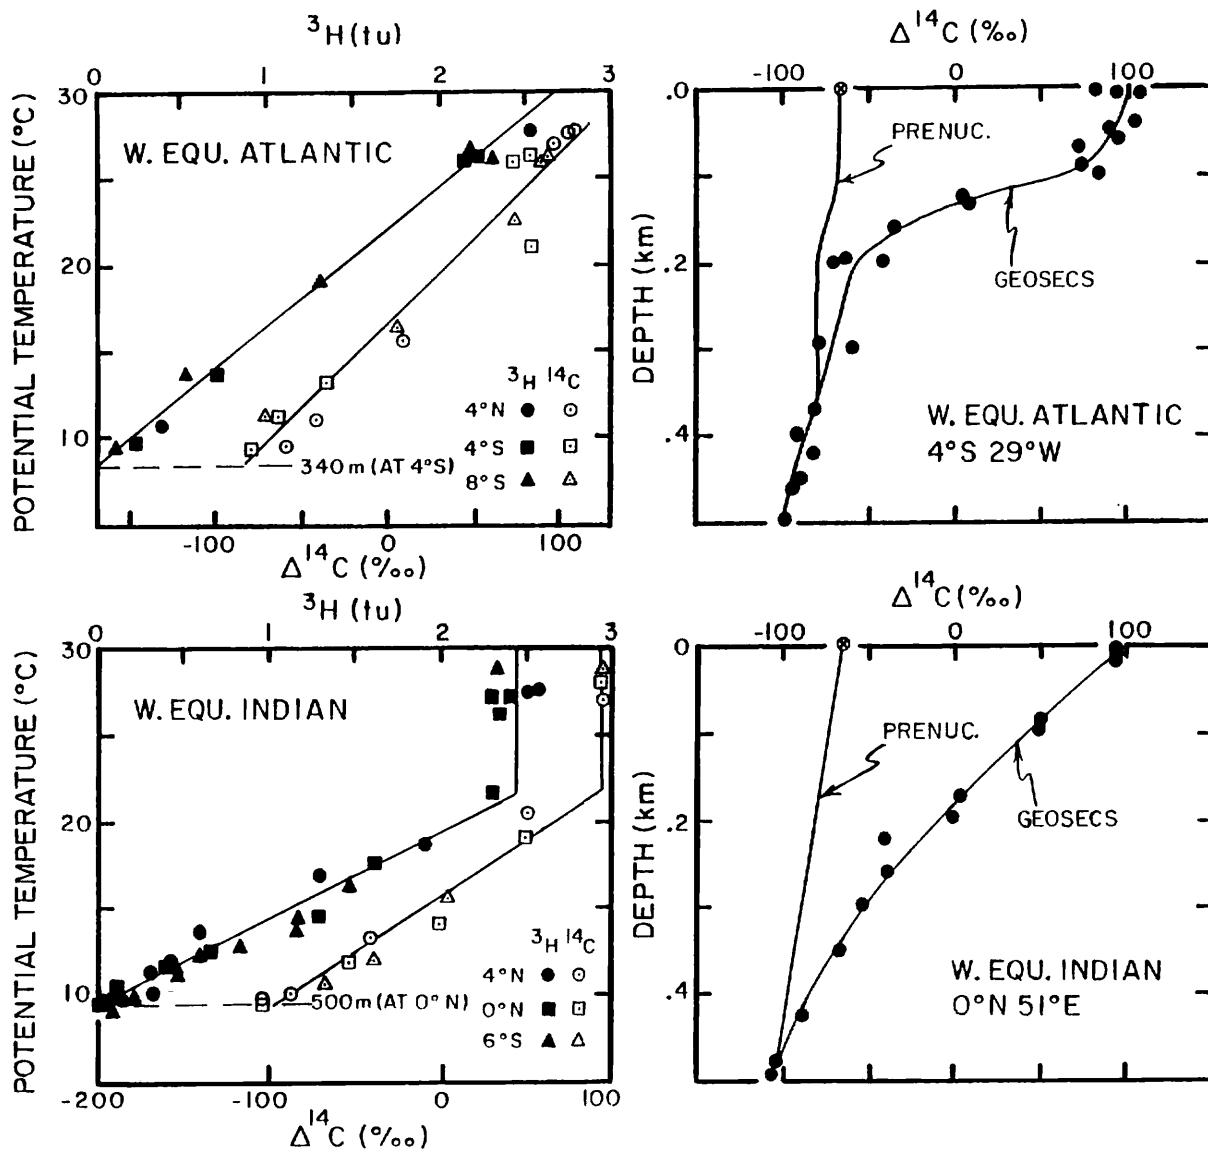 ³H (tu)
0 1 2 3
POTENTIAL TEMPERATURE (°C)
30
20
10
W. EQU. ATLANTIC
³H ¹⁴C
4°N
4°S
8°S
340m (AT 4°S)
-100 0 100
Δ¹⁴C (‰)
Δ¹⁴C (‰)
-100 0 100
DEPTH (km)
.0
.2
.4
PRENUC.
GEOSECS
W. EQU. ATLANTIC
4°S 29°W
³H (tu)
0 1 2 3
POTENTIAL TEMPERATURE (°C)
30
20
10
W. EQU. INDIAN
³H ¹⁴C
4°N
0°N
6°S
500m (AT 0°N)
-200 -100 0 100
Δ¹⁴C (‰)
Δ¹⁴C (‰)
-100 0 100
DEPTH (km)
0
.2
.4
PRENUC.
GEOSECS
W. EQU. INDIAN
0°N 51°E